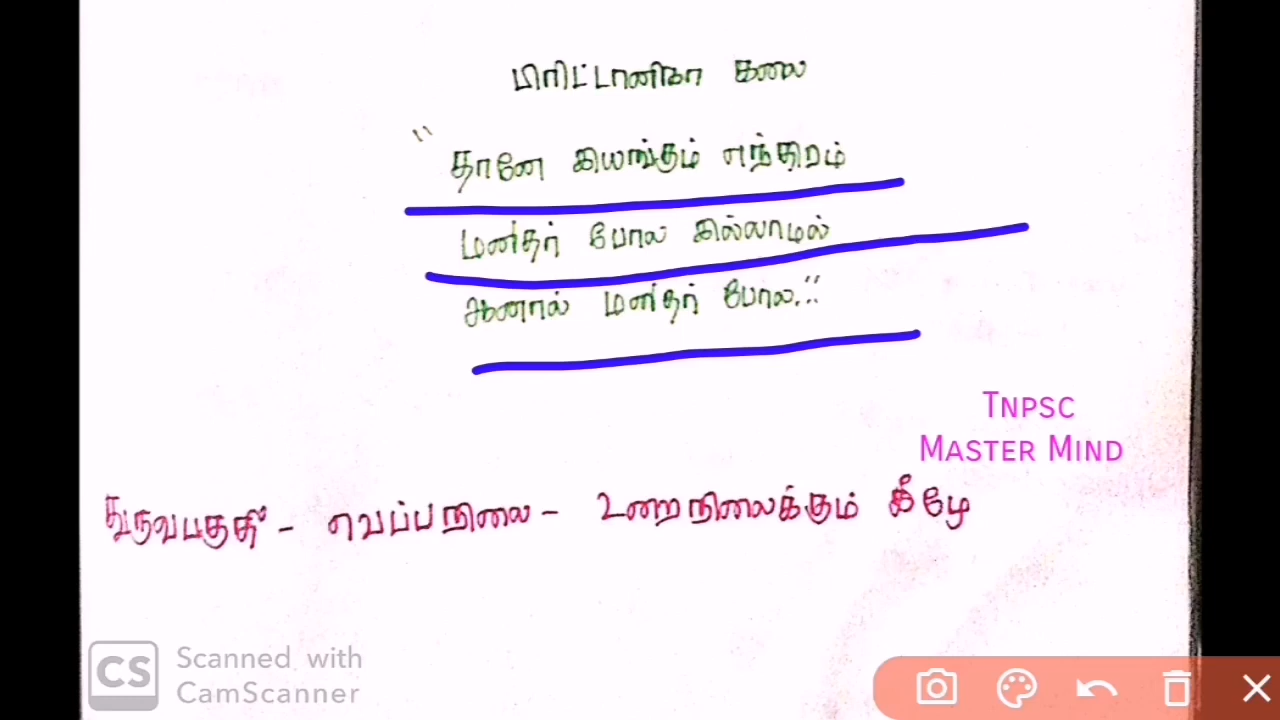 பிரிட்டானிகா கலை
"தானே இயங்கும் எந்திரம்
மனிதர் போல இல்லாமல்
ஆனால் மனிதர் போல.."
TNPSC
MASTER MIND
துருவபகுதி - வெப்பநிலை - உறைநிலைக்கும் கீழே
CS Scanned with
CamScanner